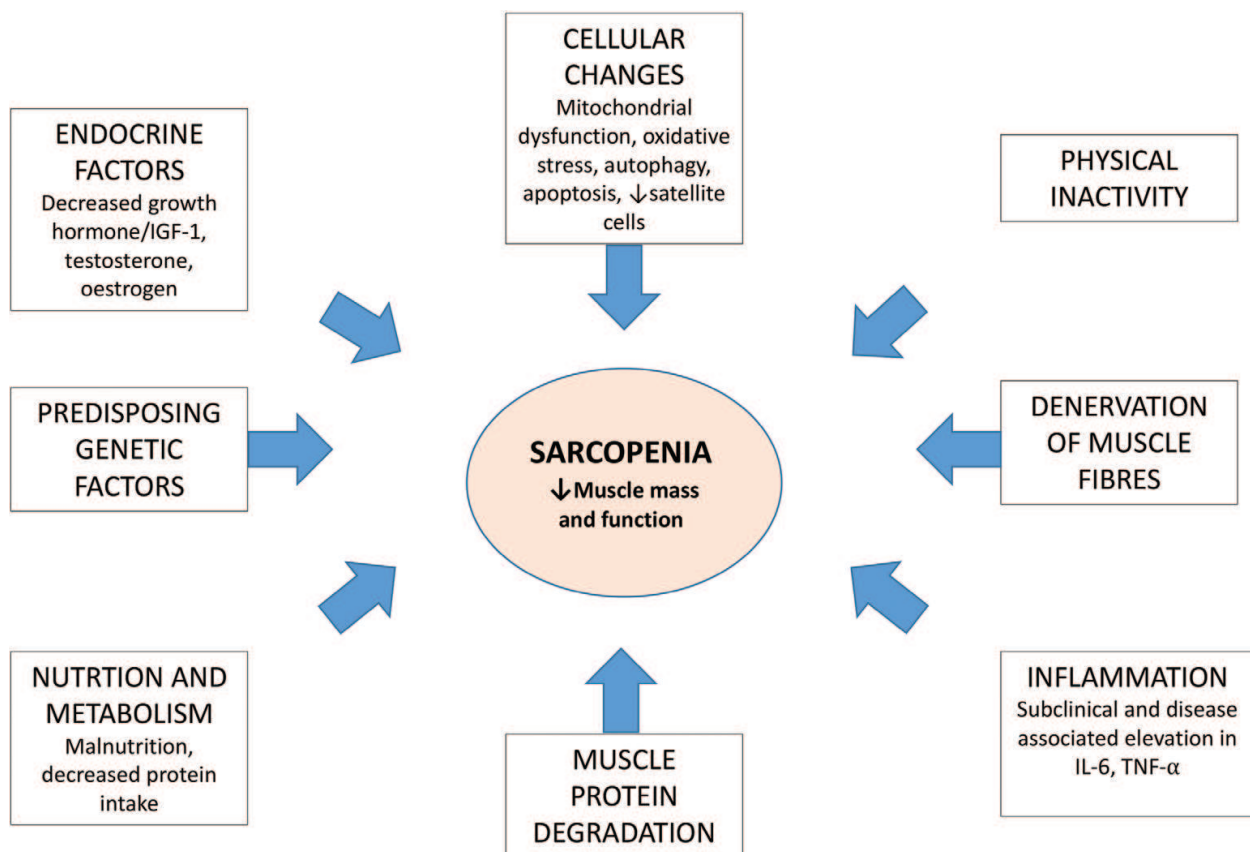 CELLULAR
CHANGES
Mitochondrial
dysfunction, oxidative
stress, autophagy,
apoptosis, ↓satellite
cells
ENDOCRINE
FACTORS
Decreased growth
hormone/IGF-1,
testosterone,
oestrogen
PHYSICAL
INACTIVITY
PREDISPOSING
GENETIC
FACTORS
SARCOPENIA
↓Muscle mass
and function
DENERVATION
OF MUSCLE
FIBRES
NUTRTION AND
METABOLISM
Malnutrition,
decreased protein
intake
MUSCLE
PROTEIN
DEGRADATION
INFLAMMATION
Subclinical and disease
associated elevation in
IL-6, TNF-α